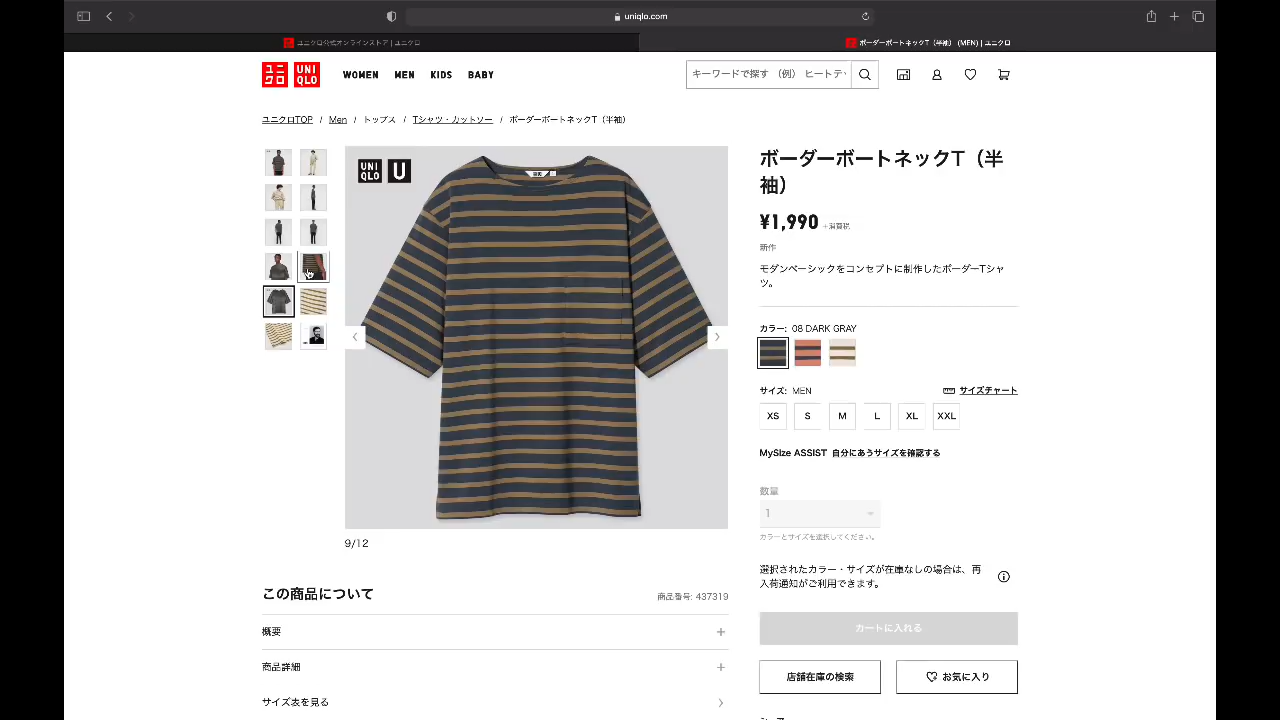 uniqlo.com
ユニクロ公式オンラインストア | ユニクロ
ボーダーボートネックT（半袖） (MEN) | ユニクロ
ユニクロ UNIQLO
WOMEN MEN KIDS BABY
キーワードで探す （例） ヒートテ
ユニクロTOP / Men / トップス / Tシャツ・カットソー / ボーダーボートネックT（半袖）
UNIQLO U
ボーダーボートネックT（半
袖）
¥1,990 +消費税
新作
モダンベーシックをコンセプトに制作したボーダーTシャ
ツ。
カラー: 08 DARK GRAY
サイズ: MEN サイズチャート
XS S M L XL XXL
MySize ASSIST 自分にあうサイズを確認する
数量
1
カラーとサイズを選択してください。
選択されたカラー・サイズが在庫なしの場合は、再
入荷通知がご利用できます。
カートに入れる
店舗在庫の検索 お気に入り
9/12
この商品について 商品番号: 437319
概要
商品詳細
サイズ表を見る